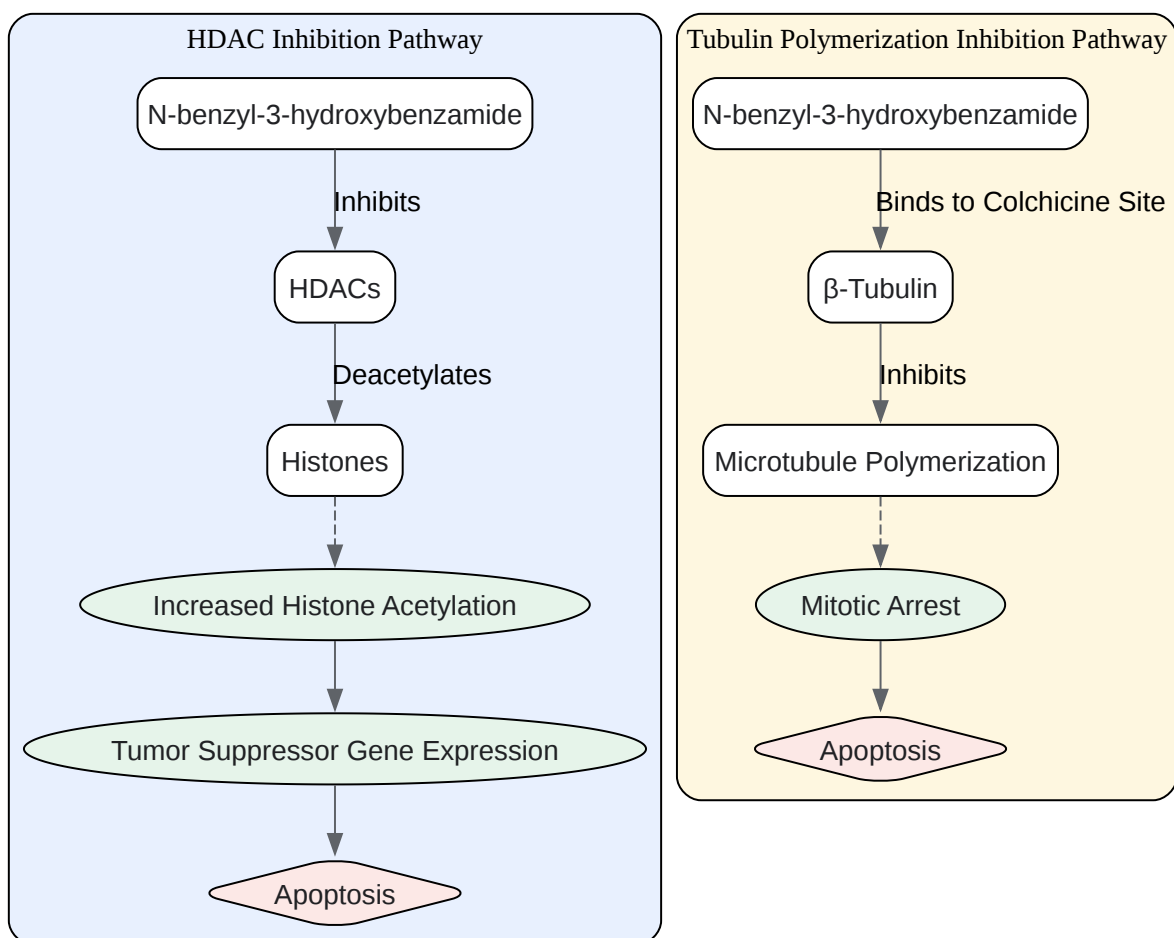 HDAC Inhibition Pathway
N-benzyl-3-hydroxybenzamide
Inhibits
HDACs
Deacetylates
Histones
Increased Histone Acetylation
Tumor Suppressor Gene Expression
Apoptosis
Tubulin Polymerization Inhibition Pathway
N-benzyl-3-hydroxybenzamide
Binds to Colchicine Site
β-Tubulin
Inhibits
Microtubule Polymerization
Mitotic Arrest
Apoptosis